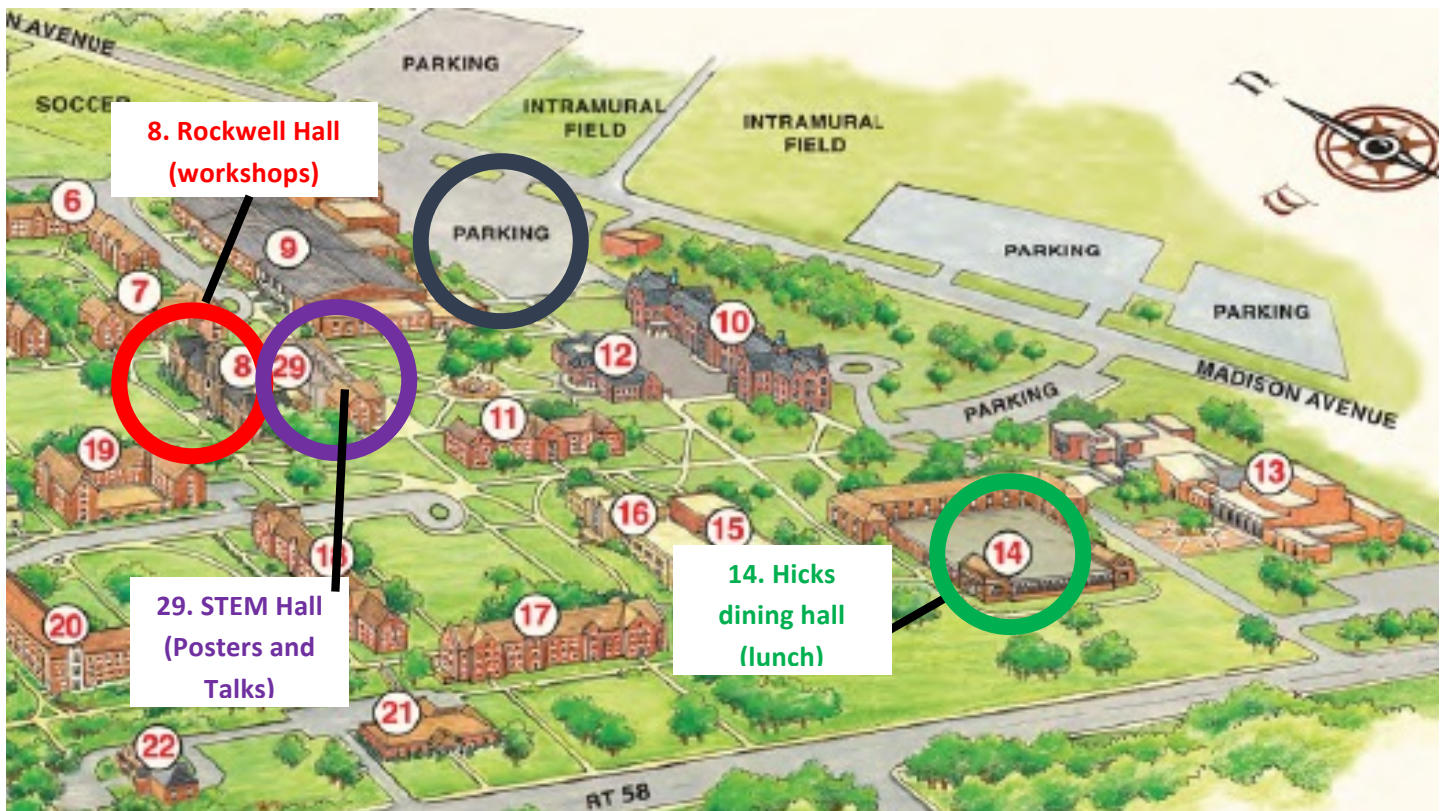 N AVENUE
PARKING
SOCCER
INTRAMURAL
FIELD
INTRAMURAL
FIELD
n
8. Rockwell Hall
(workshops)
6
PARKING
9
PARKING
7
PARKING
10
12
8
29
MADISON AVENUE
PARKING
11
19
13
16
15
14
18
14. Hicks
dining hall
(lunch)
29. STEM Hall
(Posters and
Talks)
17
20
21
22
RT 58